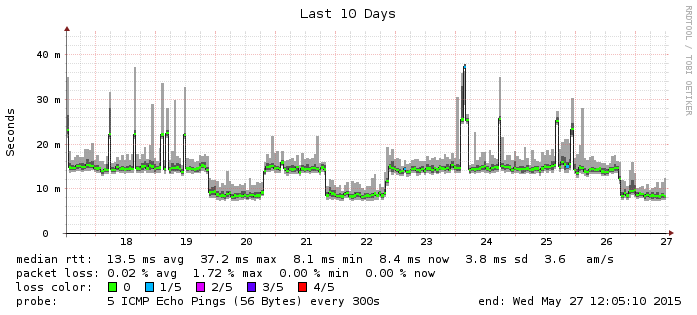 Last 10 Days
RRDTOOL / TOBI OETIKER
Seconds
40 m
30 m
20 m
10 m
0
18 19 20 21 22 23 24 25 26 27
median rtt: 13.5 ms avg 37.2 ms max 8.1 ms min 8.4 ms now 3.8 ms sd 3.6 am/s
packet loss: 0.02 % avg 1.72 % max 0.00 % min 0.00 % now
loss color: 0 1/5 2/5 3/5 4/5
probe: 5 ICMP Echo Pings (56 Bytes) every 300s end: Wed May 27 12:05:10 2015